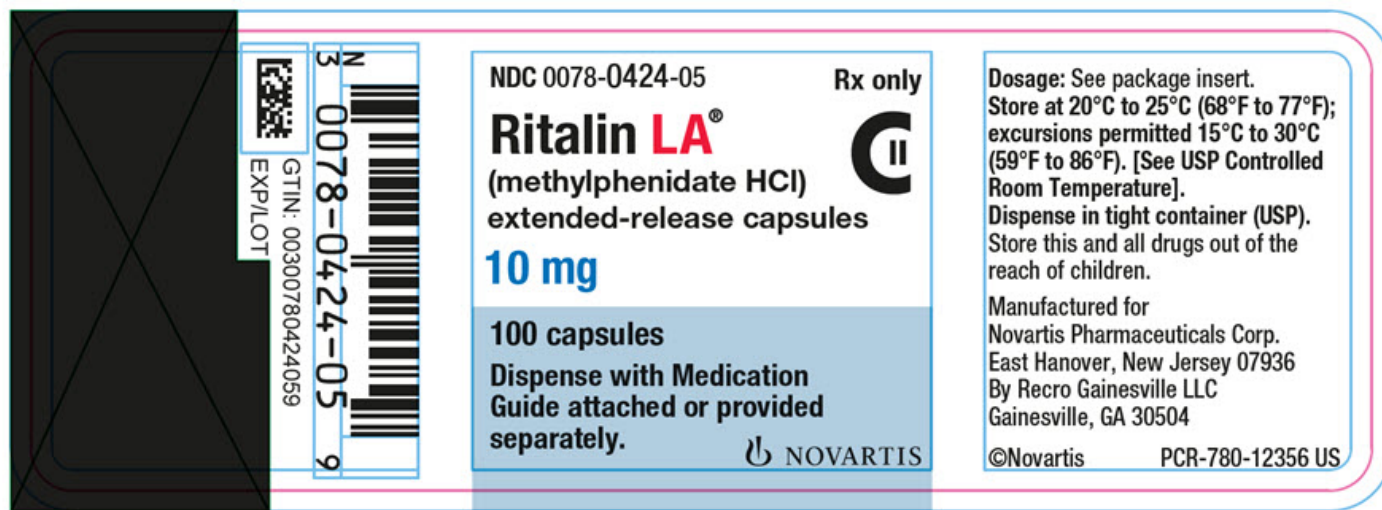 N
3 0078-0424-05 9
GTIN: 00300780424059
EXP/LOT
NDC 0078-0424-05 Rx only
Ritalin LA®
CII
(methylphenidate HCl)
extended-release capsules
10 mg
100 capsules
Dispense with Medication
Guide attached or provided
separately.
NOVARTIS
Dosage: See package insert.
Store at 20°C to 25°C (68°F to 77°F);
excursions permitted 15°C to 30°C
(59°F to 86°F). [See USP Controlled
Room Temperature].
Dispense in tight container (USP).
Store this and all drugs out of the
reach of children.
Manufactured for
Novartis Pharmaceuticals Corp.
East Hanover, New Jersey 07936
By Recro Gainesville LLC
Gainesville, GA 30504
©Novartis PCR-780-12356 US